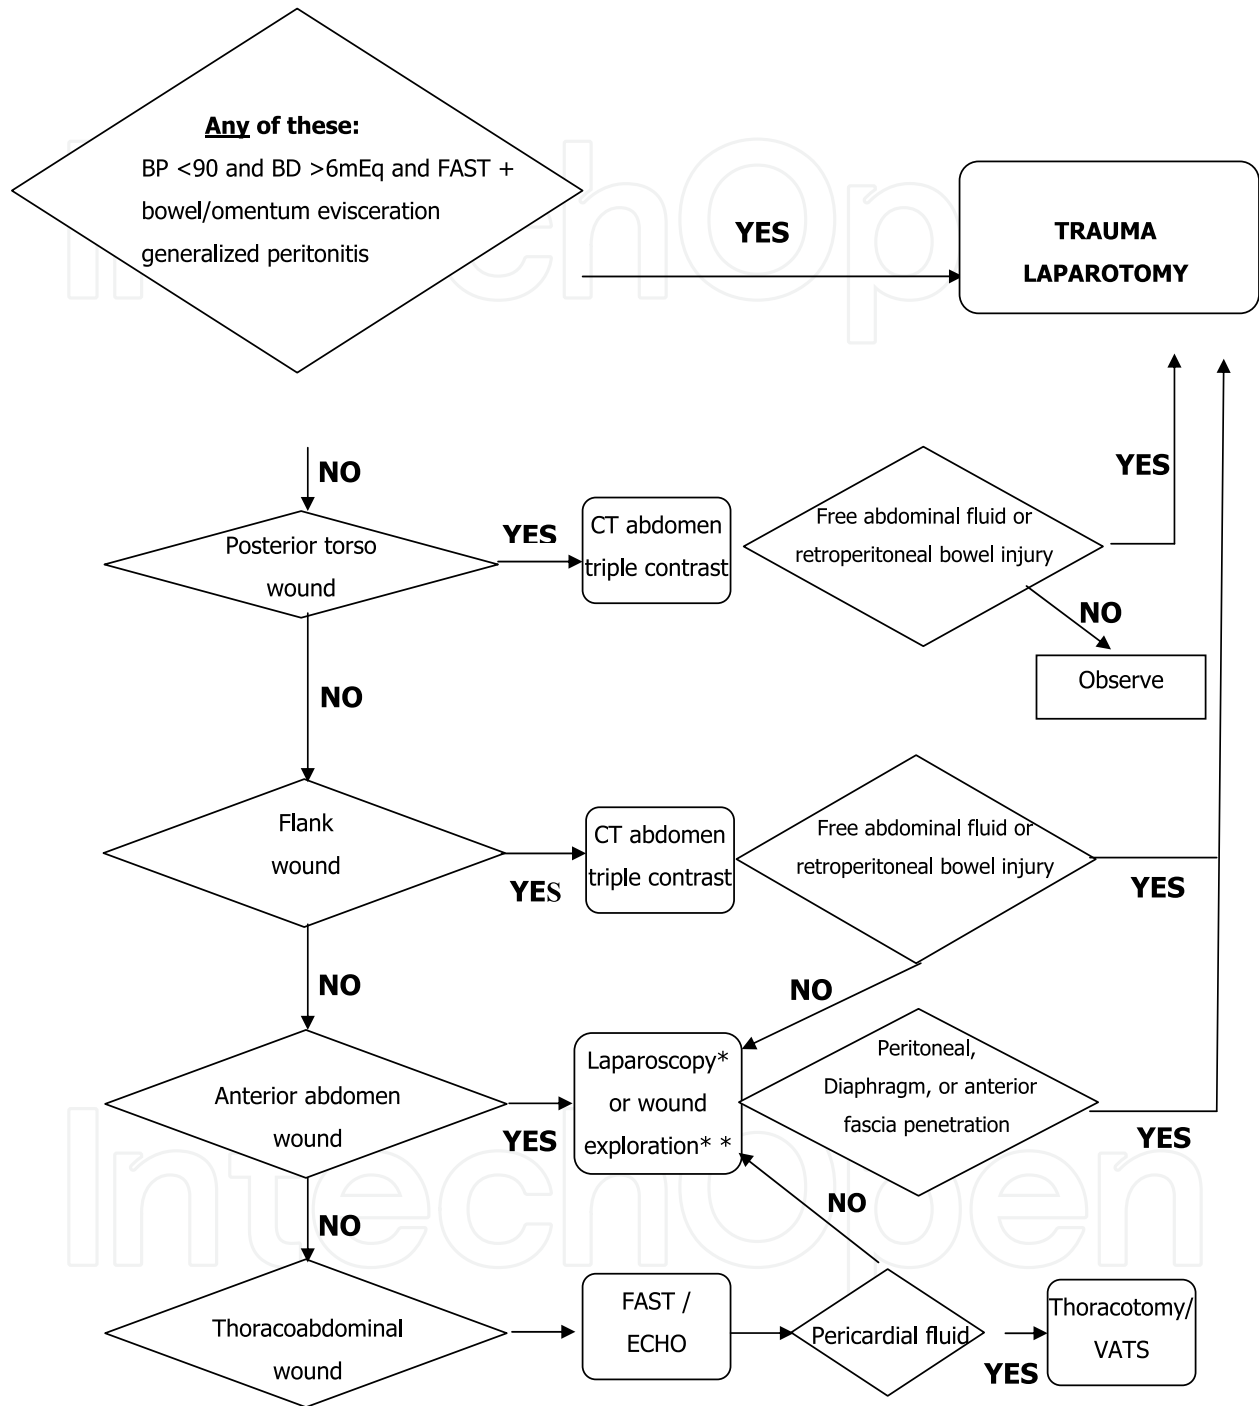 Any of these:
BP <90 and BD >6mEq and FAST +
bowel/omentum evisceration
generalized peritonitis
YES
TRAUMA
LAPAROTOMY
NO
Posterior torso
wound
YES
CT abdomen
triple contrast
Free abdominal fluid or
retroperitoneal bowel injury
YES
NO
Observe
NO
Flank
wound
YES
CT abdomen
triple contrast
Free abdominal fluid or
retroperitoneal bowel injury
YES
NO
NO
Anterior abdomen
wound
YES
Laparoscopy*
or wound
exploration* *
Peritoneal,
Diaphragm, or anterior
fascia penetration
YES
NO
NO
Thoracoabdominal
wound
FAST /
ECHO
Pericardial fluid
YES
Thoracotomy/
VATS
IntechOpen
IntechOpen